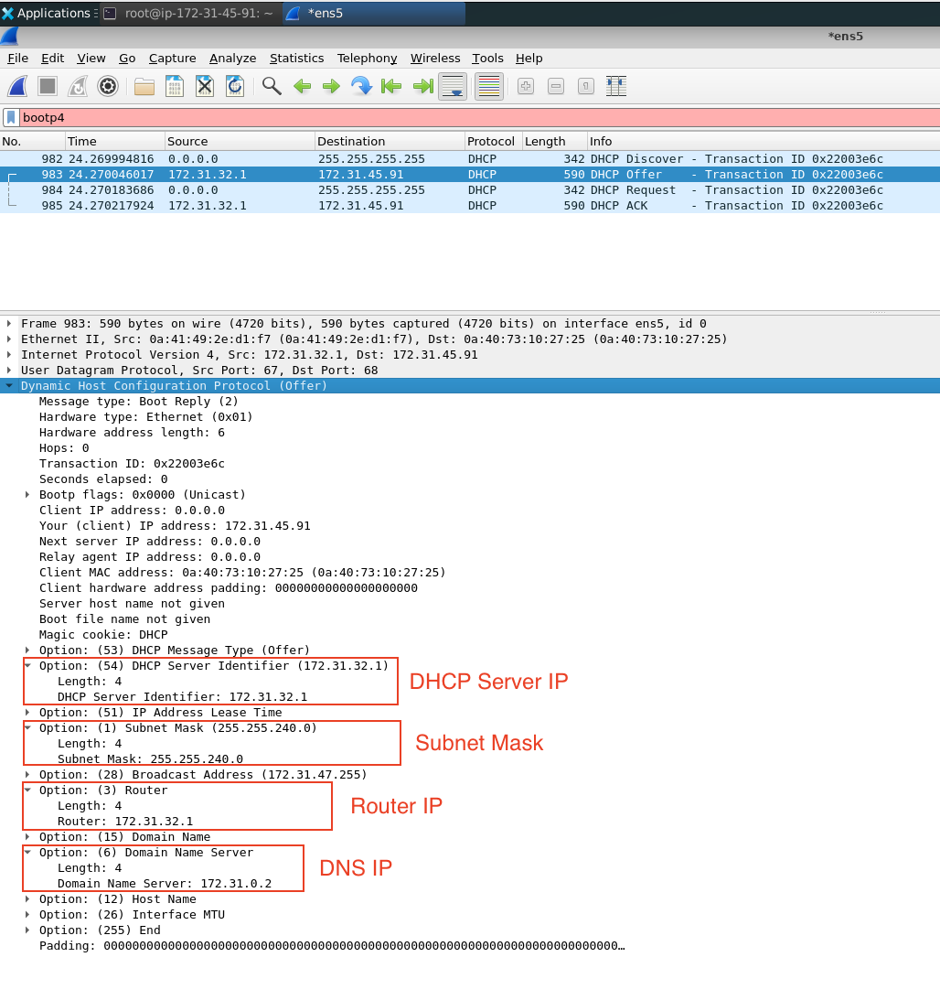 Applications root@ip-172-31-45-91: ~ *ens5
*ens5
File Edit View Go Capture Analyze Statistics Telephony Wireless Tools Help
bootp4
No. Time Source Destination Protocol Length Info
982 24.269994816 0.0.0.0 255.255.255.255 DHCP 342 DHCP Discover - Transaction ID 0x22003e6c
983 24.270046017 172.31.32.1 172.31.45.91 DHCP 590 DHCP Offer - Transaction ID 0x22003e6c
984 24.270183686 0.0.0.0 255.255.255.255 DHCP 342 DHCP Request - Transaction ID 0x22003e6c
985 24.270217924 172.31.32.1 172.31.45.91 DHCP 590 DHCP ACK - Transaction ID 0x22003e6c
Frame 983: 590 bytes on wire (4720 bits), 590 bytes captured (4720 bits) on interface ens5, id 0
Ethernet II, Src: 0a:41:49:2e:d1:f7 (0a:41:49:2e:d1:f7), Dst: 0a:40:73:10:27:25 (0a:40:73:10:27:25)
Internet Protocol Version 4, Src: 172.31.32.1, Dst: 172.31.45.91
User Datagram Protocol, Src Port: 67, Dst Port: 68
Dynamic Host Configuration Protocol (Offer)
Message type: Boot Reply (2)
Hardware type: Ethernet (0x01)
Hardware address length: 6
Hops: 0
Transaction ID: 0x22003e6c
Seconds elapsed: 0
Bootp flags: 0x0000 (Unicast)
Client IP address: 0.0.0.0
Your (client) IP address: 172.31.45.91
Next server IP address: 0.0.0.0
Relay agent IP address: 0.0.0.0
Client MAC address: 0a:40:73:10:27:25 (0a:40:73:10:27:25)
Client hardware address padding: 00000000000000000000
Server host name not given
Boot file name not given
Magic cookie: DHCP
Option: (53) DHCP Message Type (Offer)
Option: (54) DHCP Server Identifier (172.31.32.1)
Length: 4
DHCP Server IP
DHCP Server Identifier: 172.31.32.1
Option: (51) IP Address Lease Time
Option: (1) Subnet Mask (255.255.240.0)
Length: 4
Subnet Mask
Subnet Mask: 255.255.240.0
Option: (28) Broadcast Address (172.31.47.255)
Option: (3) Router
Length: 4
Router IP
Router: 172.31.32.1
Option: (15) Domain Name
Option: (6) Domain Name Server
Length: 4
DNS IP
Domain Name Server: 172.31.0.2
Option: (12) Host Name
Option: (26) Interface MTU
Option: (255) End
Padding: 000000000000000000000000000000000000000000000000000000000000000000000000…